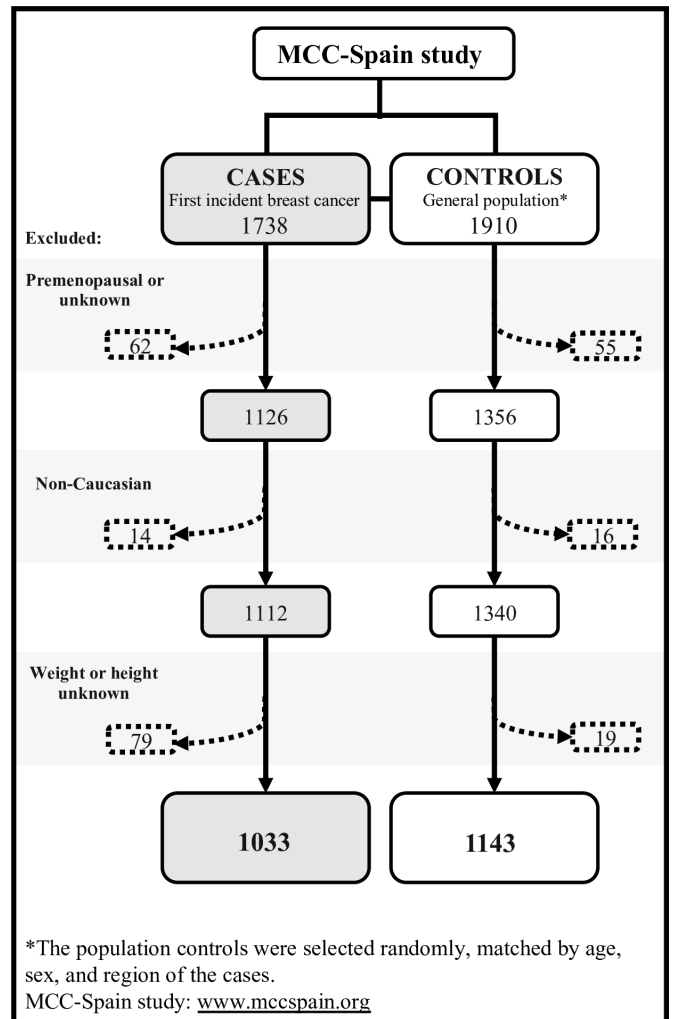 MCC-Spain study
CASES
First incident breast cancer
1738
CONTROLS
General population*
1910
Excluded:
Premenopausal or
unknown
62
55
1126
1356
Non-Caucasian
14
16
1112
1340
Weight or height
unknown
79
19
1033
1143
*The population controls were selected randomly, matched by age,
sex, and region of the cases.
MCC-Spain study: www.mccspain.org